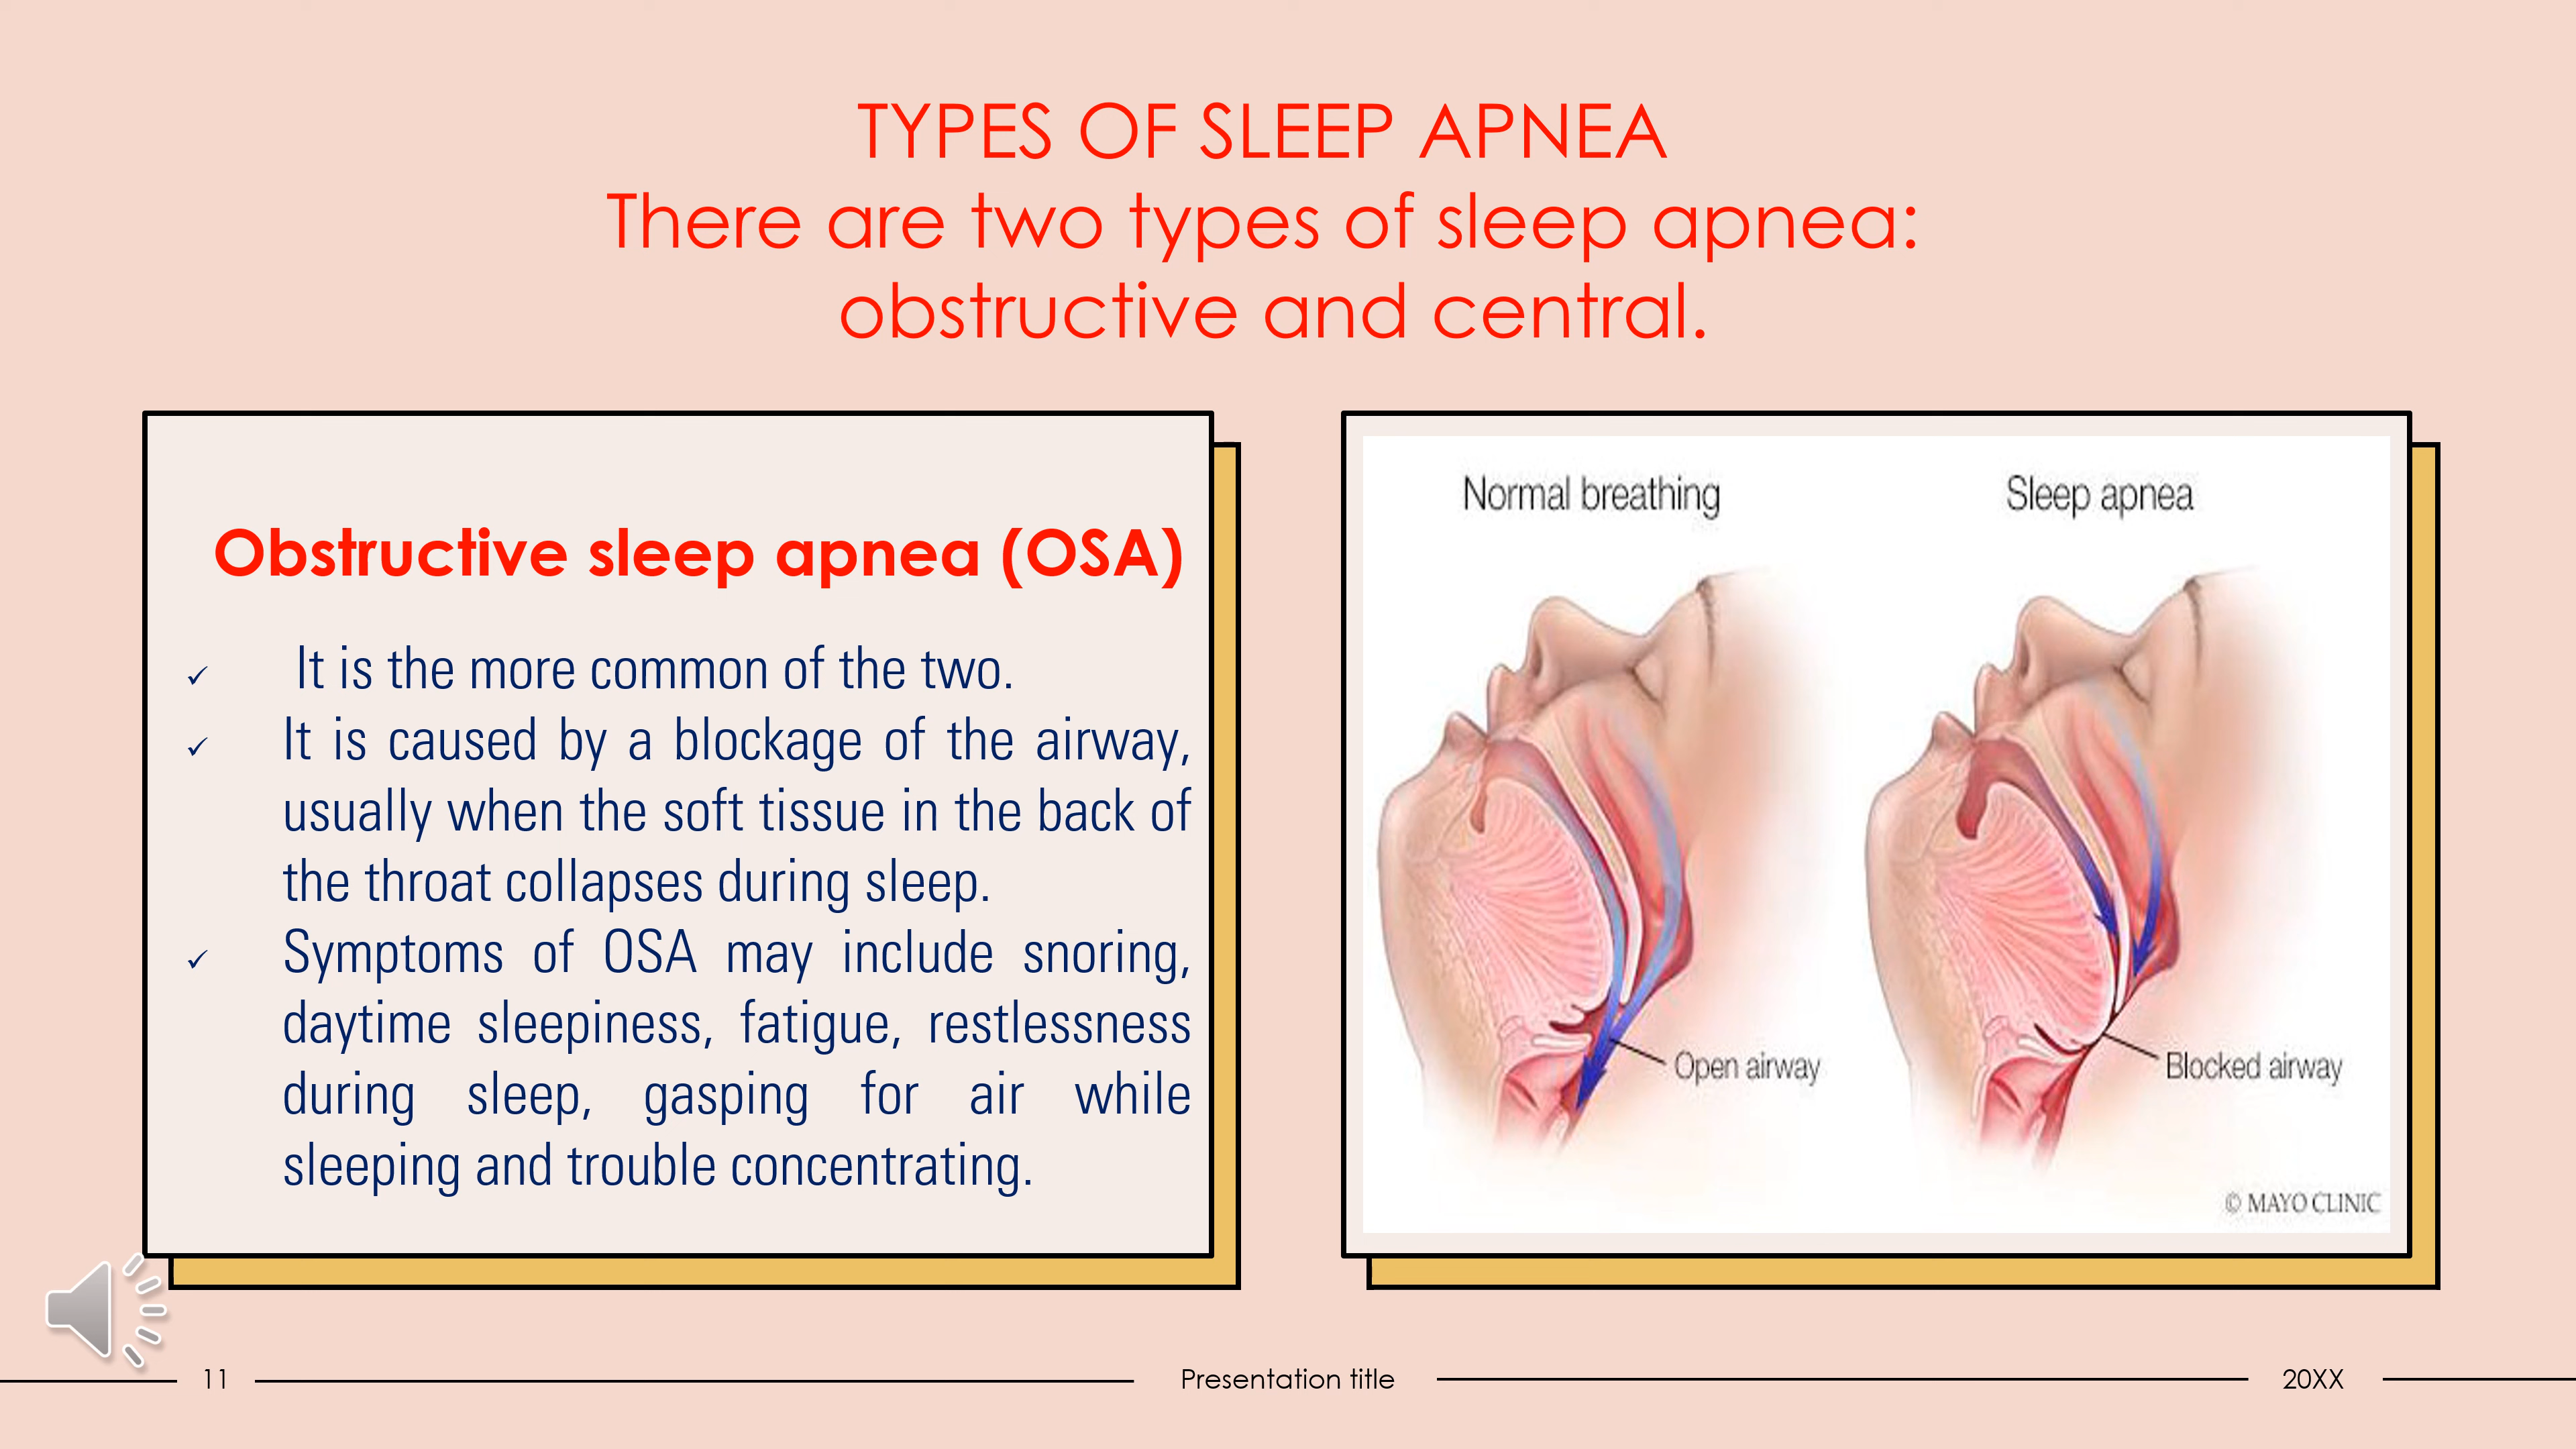 TYPES OF SLEEP APNEA
There are two types of sleep apnea:
obstructive and central.
Obstructive sleep apnea (OSA)
✓ It is the more common of the two.
✓ It is caused by a blockage of the airway,
usually when the soft tissue in the back of
the throat collapses during sleep.
✓ Symptoms of OSA may include snoring,
daytime sleepiness, fatigue, restlessness
during sleep, gasping for air while
sleeping and trouble concentrating.
Normal breathing
Sleep apnea
Open airway
Blocked airway
© MAYO CLINIC
11
Presentation title
20XX